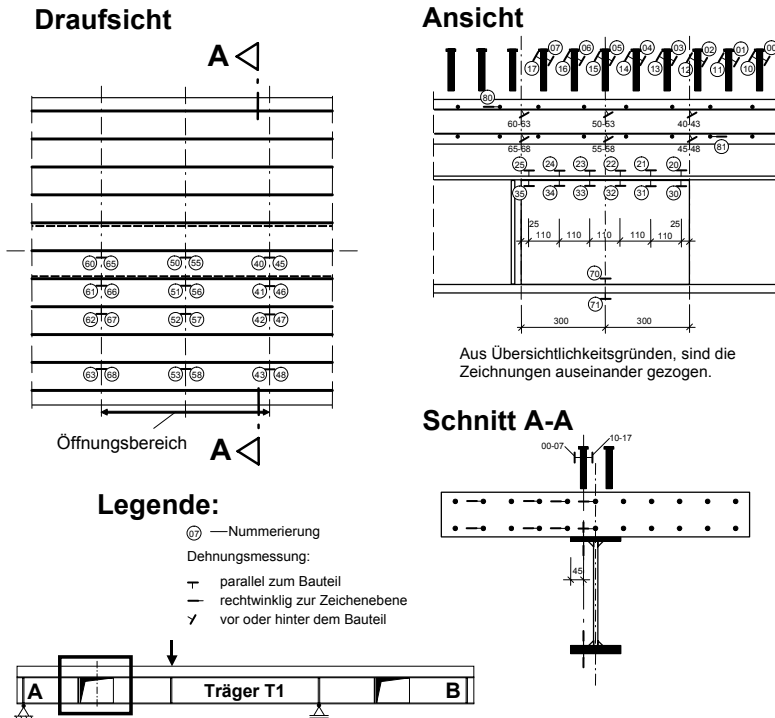 Draufsicht
A
60 65 50 55 40 45
61 66 51 56 41 46
62 67 52 57 42 47
63 68 53 58 43 48
Öffnungsbereich
A
Ansicht
07 06 05 04 03 02 01 00
17 16 15 14 13 12 11 10
80
60-63 50-53 40-43
65-68 55-58 45-48
81
25 24 23 22 21 20
35 34 33 32 31 30
25 25
110 110 110 110 110
70
71
300 300
Aus Übersichtlichkeitsgründen, sind die
Zeichnungen auseinander gezogen.
Schnitt A-A
00-07 10-17
45
Legende:
07 Nummerierung
Dehnungsmessung:
parallel zum Bauteil
rechtwinklig zur Zeichenebene
vor oder hinter dem Bauteil
A Träger T1 B